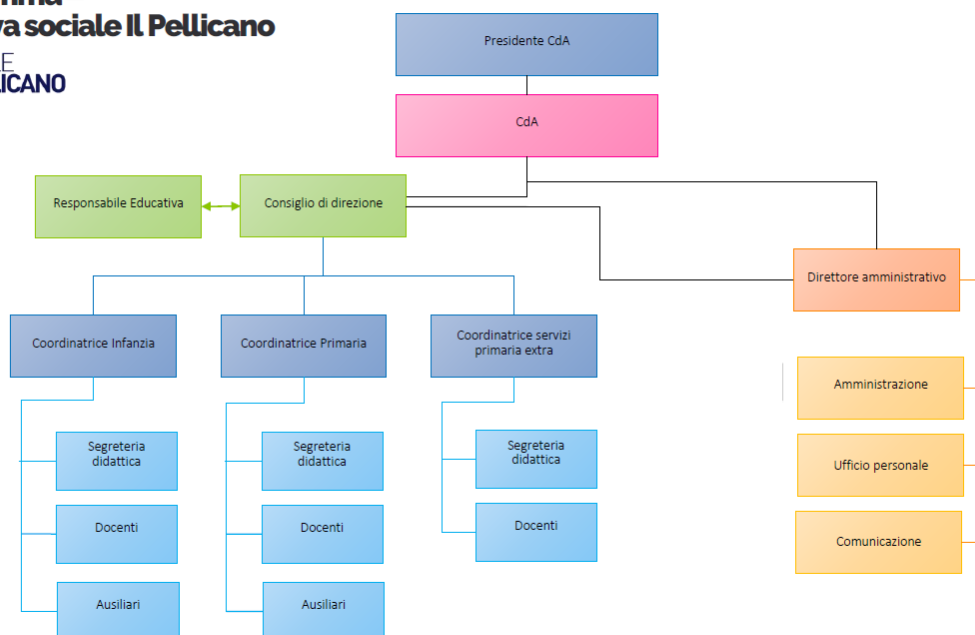 va sociale Il Pellicano
Presidente CdA
CdA
Responsabile Educativa
Consiglio di direzione
Direttore amministrativo
Coordinatrice Infanzia
Coordinatrice Primaria
Coordinatrice servizi
primaria extra
Amministrazione
Segreteria
didattica
Segreteria
didattica
Segreteria
didattica
Ufficio personale
Docenti
Docenti
Docenti
Comunicazione
Ausiliari
Ausiliari